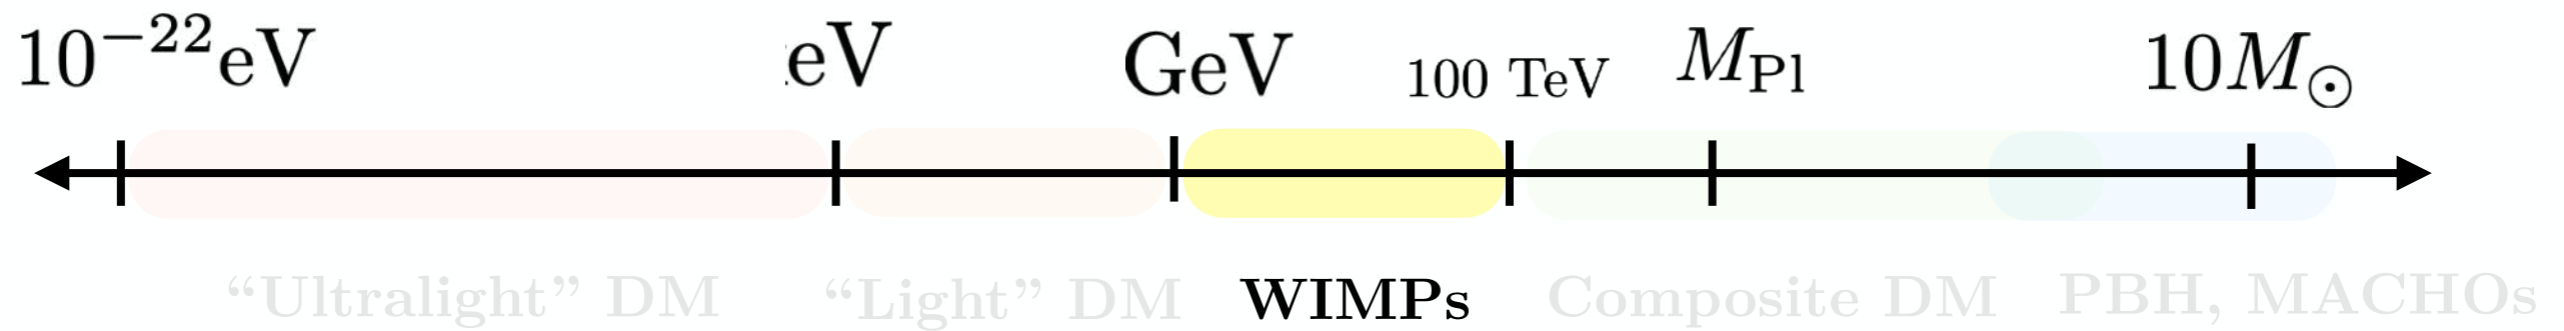 10⁻²²eV eV GeV 100 TeV M_Pl 10M_⊙
“Ultralight” DM “Light” DM WIMPs Composite DM PBH, MACHOs